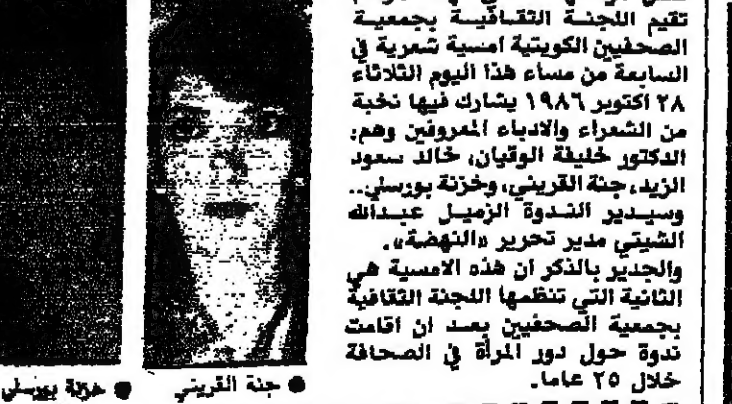 تقيم اللجنة الثقافية بجمعية
الصحفيين الكويتية امسية شعرية في
السابعة من مساء هذا اليوم الثلاثاء
٢٨ اكتوبر ١٩٨٦ يشارك فيها نخبة
من الشعراء والادباء المعروفين وهم:
الدكتور خليفة الوقيان، خالد سعود
الزيد، جنة القريني، وخزنة بورسلي..
وسيدير الندوة الزميل عبدالله
الشيتي مدير تحرير «النهضة».
والجدير بالذكر ان هذه الامسية هي
الثانية التي تنظمها اللجنة الثقافية
بجمعية الصحفيين بعد ان اقامت
ندوة حول دور المرأة في الصحافة
خلال ٢٥ عاما.
● جنة القريني
● خزنة بورسلي